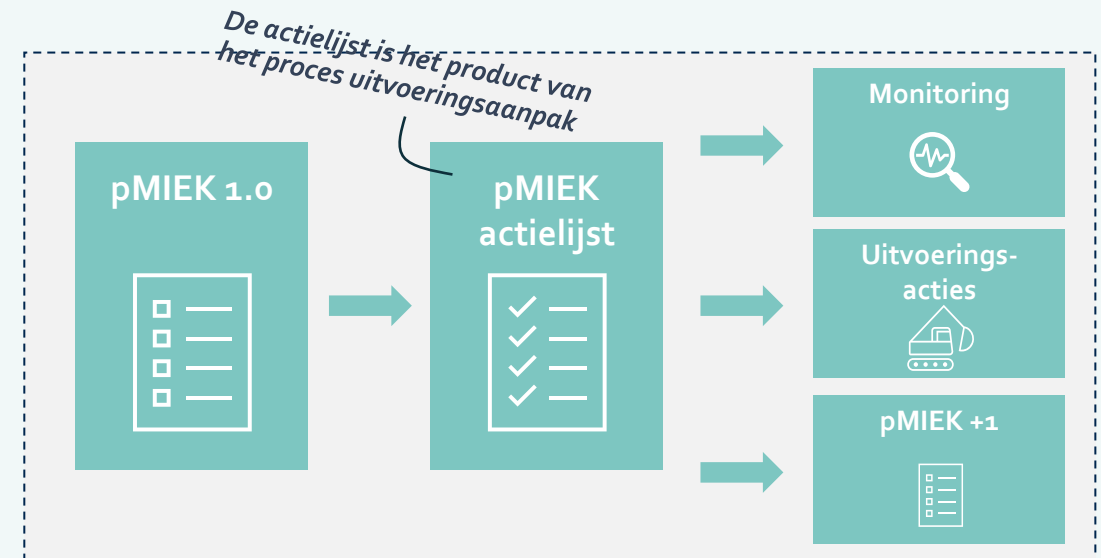 De actielijst is het product van
het proces uitvoeringsaanpak
pMIEK 1.0
pMIEK
actielijst
Monitoring
Uitvoerings-
acties
pMIEK +1